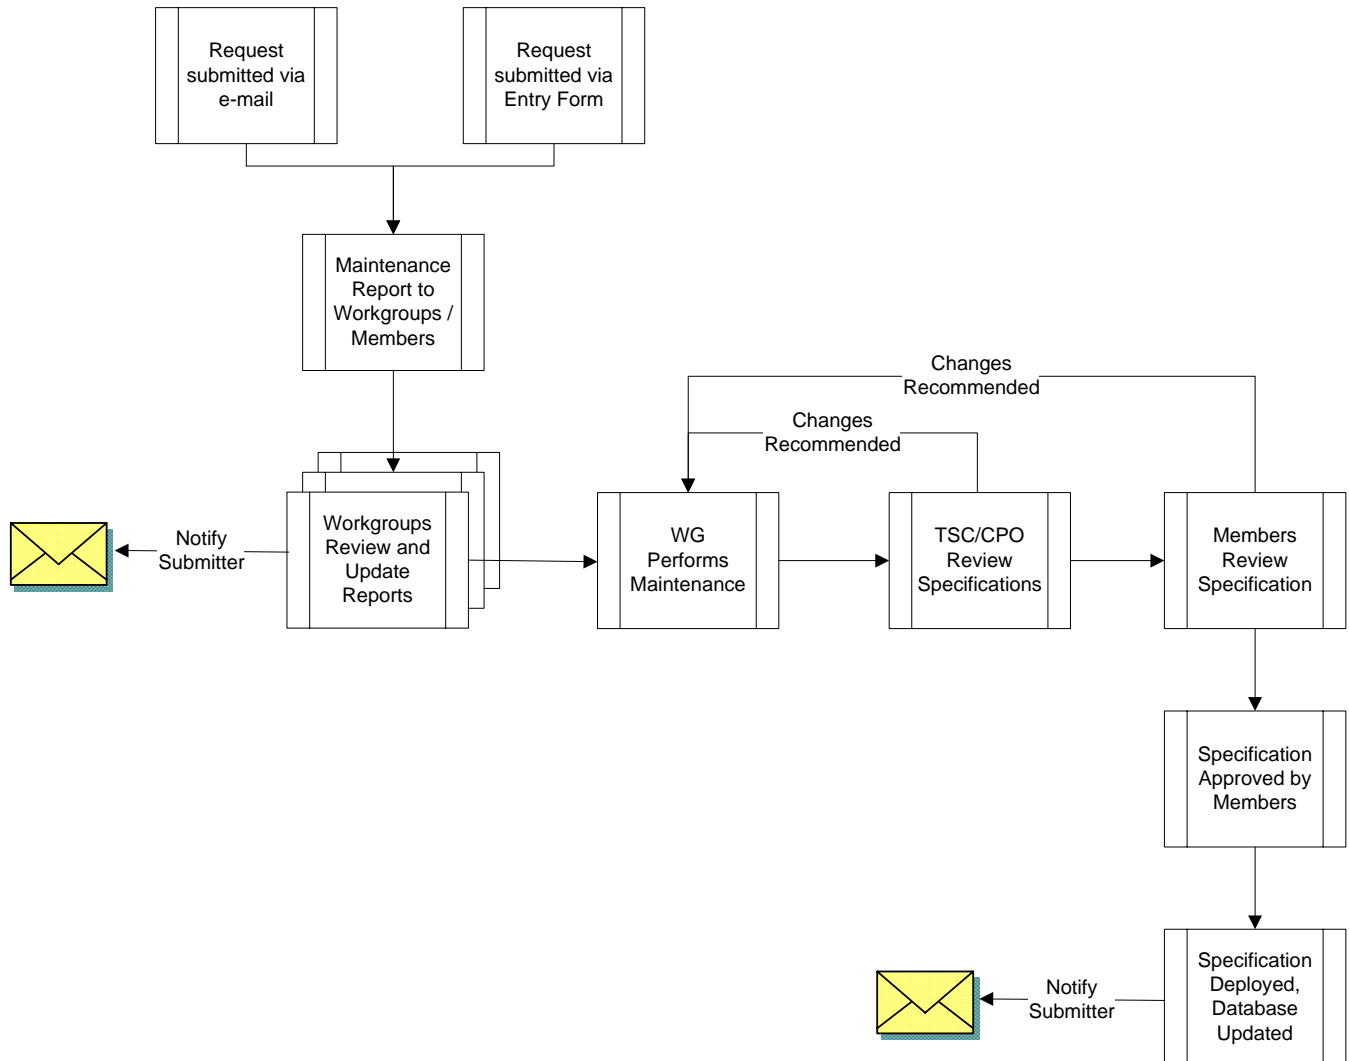 Request
submitted via
e-mail
Request
submitted via
Entry Form
Maintenance
Report to
Workgroups /
Members
Changes
Recommended
Changes
Recommended
Notify
Submitter
Workgroups
Review and
Update
Reports
WG
Performs
Maintenance
TSC/CPO
Review
Specifications
Members
Review
Specification
Specification
Approved by
Members
Notify
Submitter
Specification
Deployed,
Database
Updated